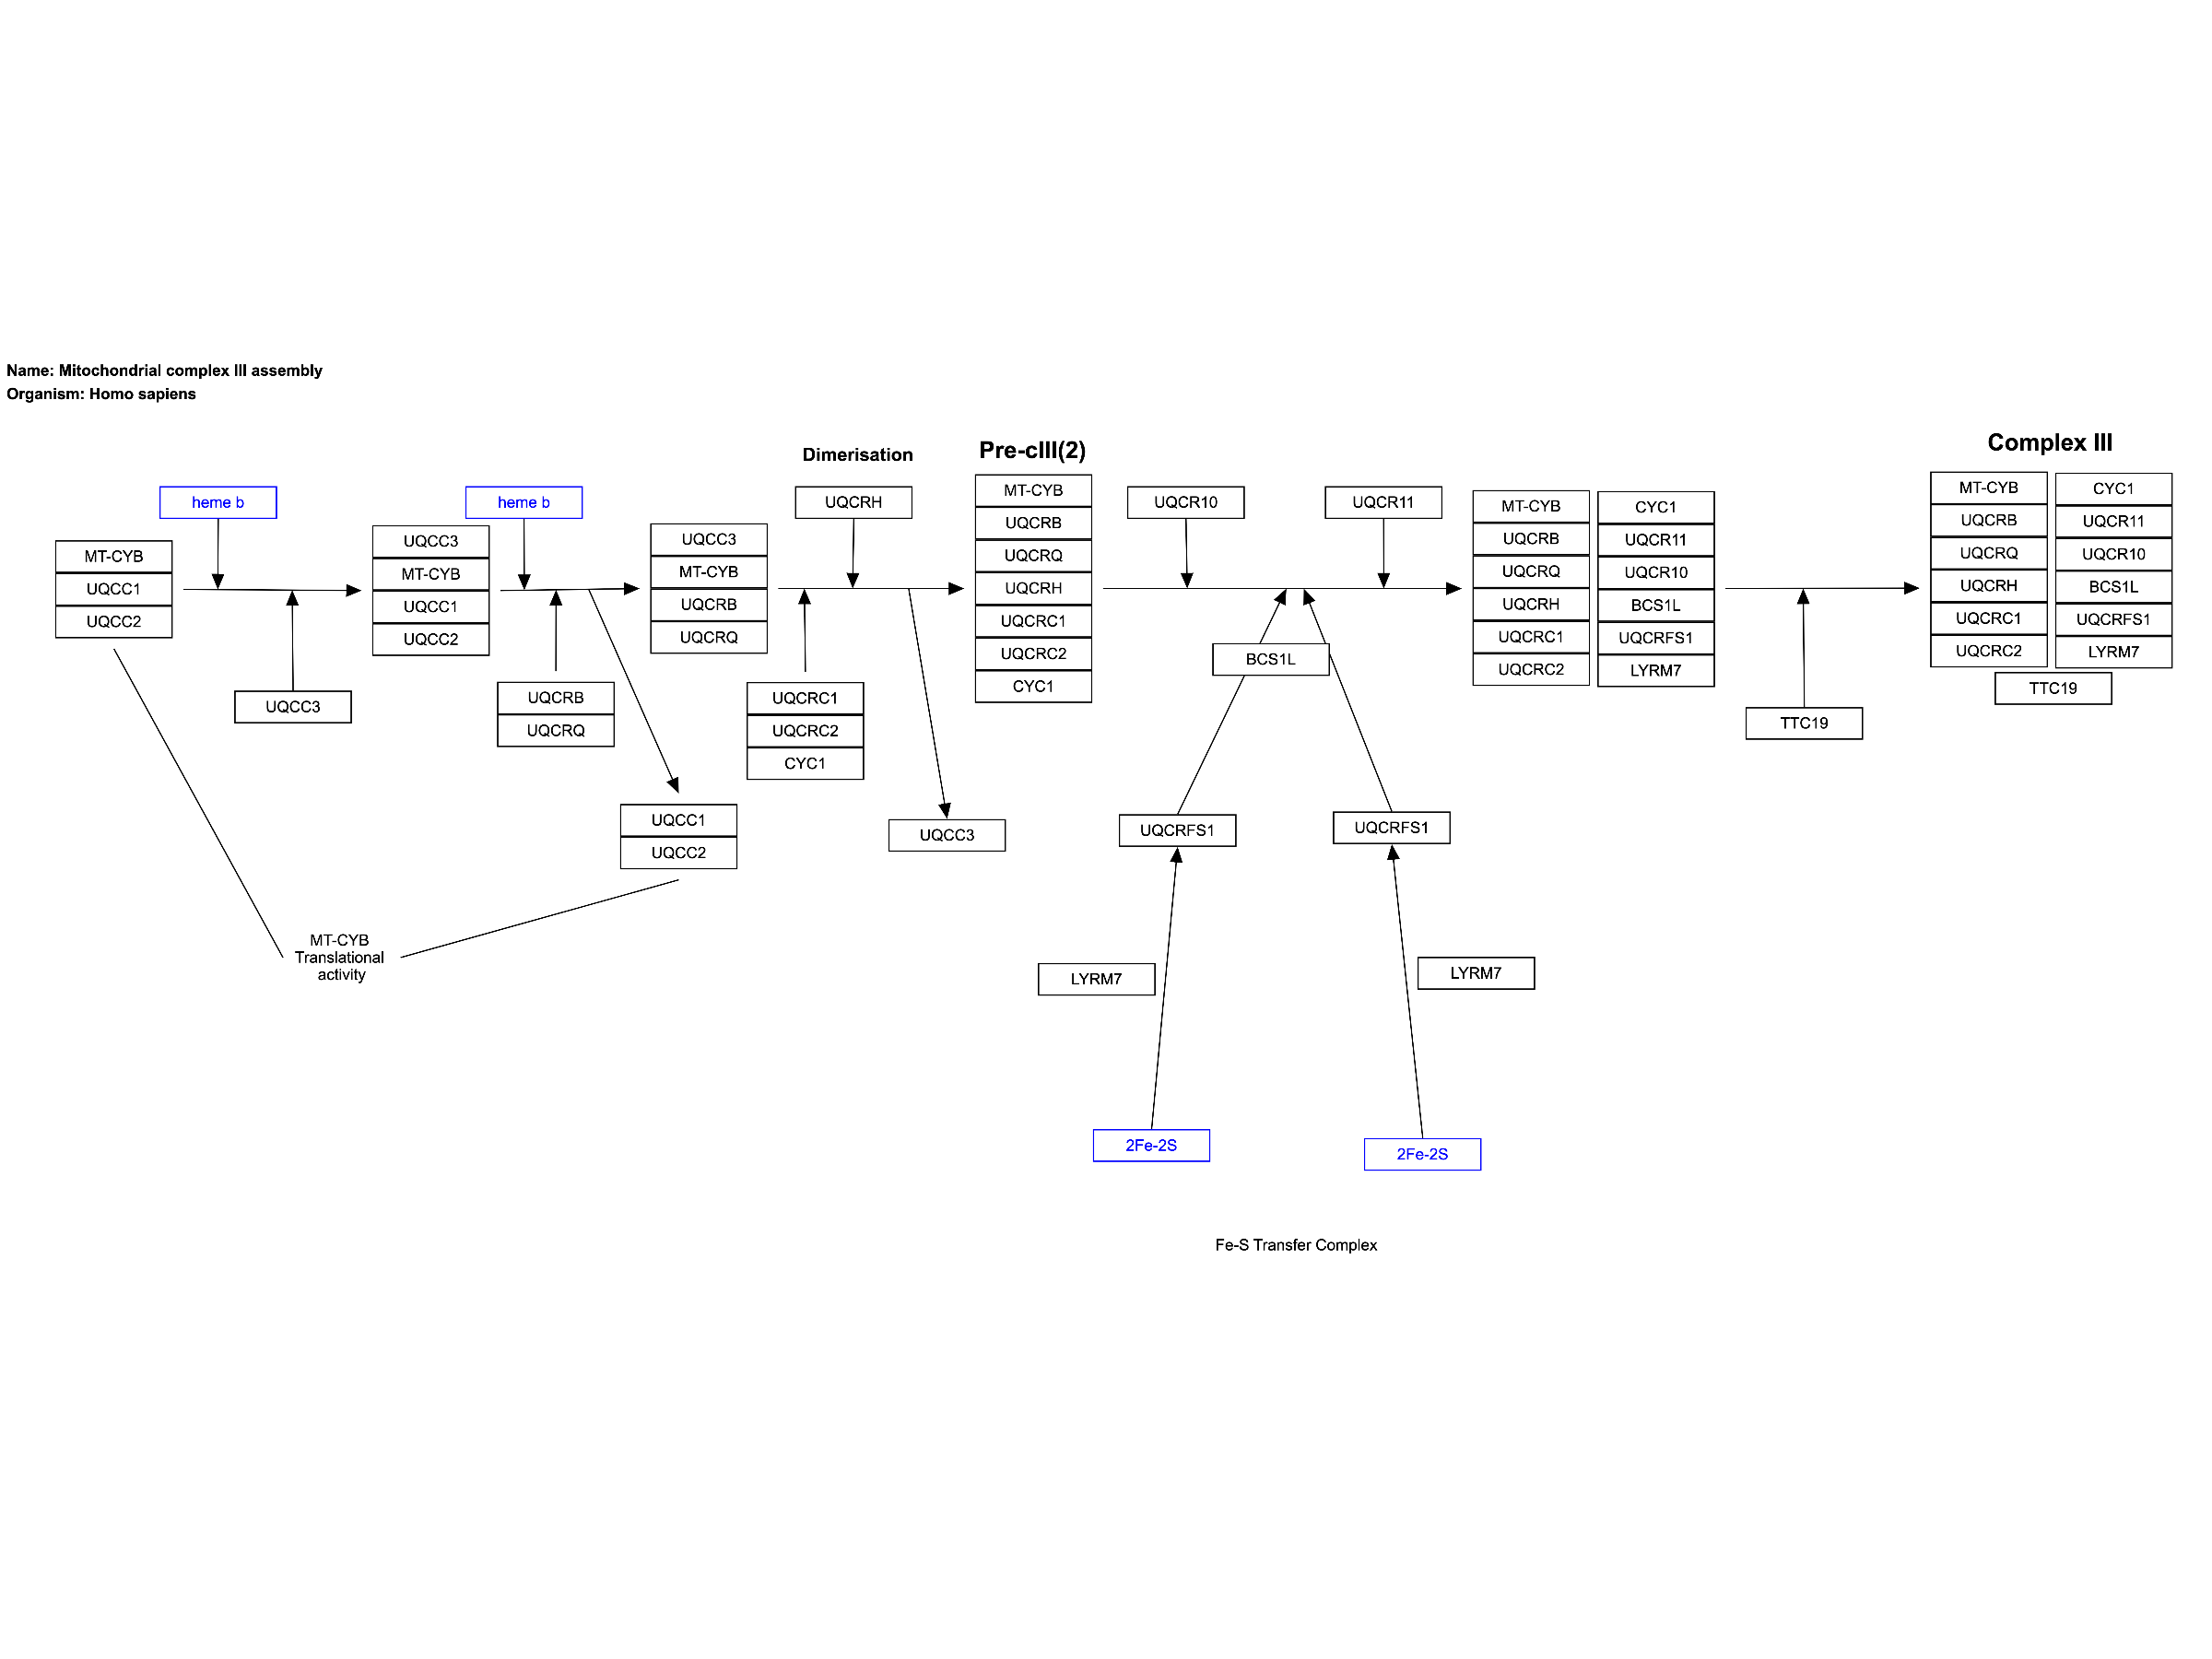 Name: Mitochondrial complex III assembly
Organism: Homo sapiens
heme b
MT-CYB
UQCC1
UQCC2
UQCC3
UQCC3
MT-CYB
UQCC1
UQCC2
heme b
UQCRB
UQCRQ
UQCC3
MT-CYB
UQCRB
UQCRQ
UQCC1
UQCC2
MT-CYB
Translational
activity
Dimerisation
UQCRH
UQCRC1
UQCRC2
CYC1
UQCC3
Pre-cIII(2)
MT-CYB
UQCRB
UQCRQ
UQCRH
UQCRC1
UQCRC2
CYC1
UQCR10
UQCR11
BCS1L
UQCRFS1
UQCRFS1
LYRM7
LYRM7
2Fe-2S
2Fe-2S
Fe-S Transfer Complex
MT-CYB
UQCRB
UQCRQ
UQCRH
UQCRC1
UQCRC2
CYC1
UQCR11
UQCR10
BCS1L
UQCRFS1
LYRM7
TTC19
Complex III
MT-CYB
UQCRB
UQCRQ
UQCRH
UQCRC1
UQCRC2
CYC1
UQCR11
UQCR10
BCS1L
UQCRFS1
LYRM7
TTC19